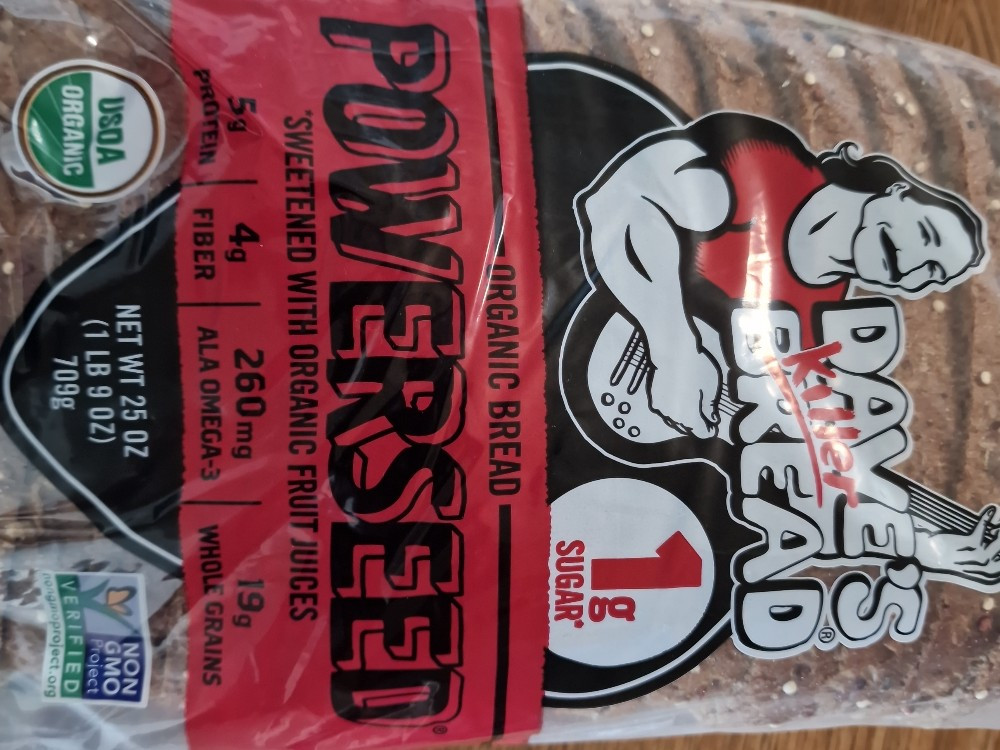 DAVE'S
killer
BREAD®
1g
SUGAR*
ORGANIC BREAD
POWERSEED®
*SWEETENED WITH ORGANIC FRUIT JUICES
5g PROTEIN
4g FIBER
260mg ALA OMEGA-3
19g WHOLE GRAINS
USDA
ORGANIC
NET WT 25 OZ
(1 LB 9 OZ)
709g
NON
GMO
Project
VERIFIED
nongmoproject.org